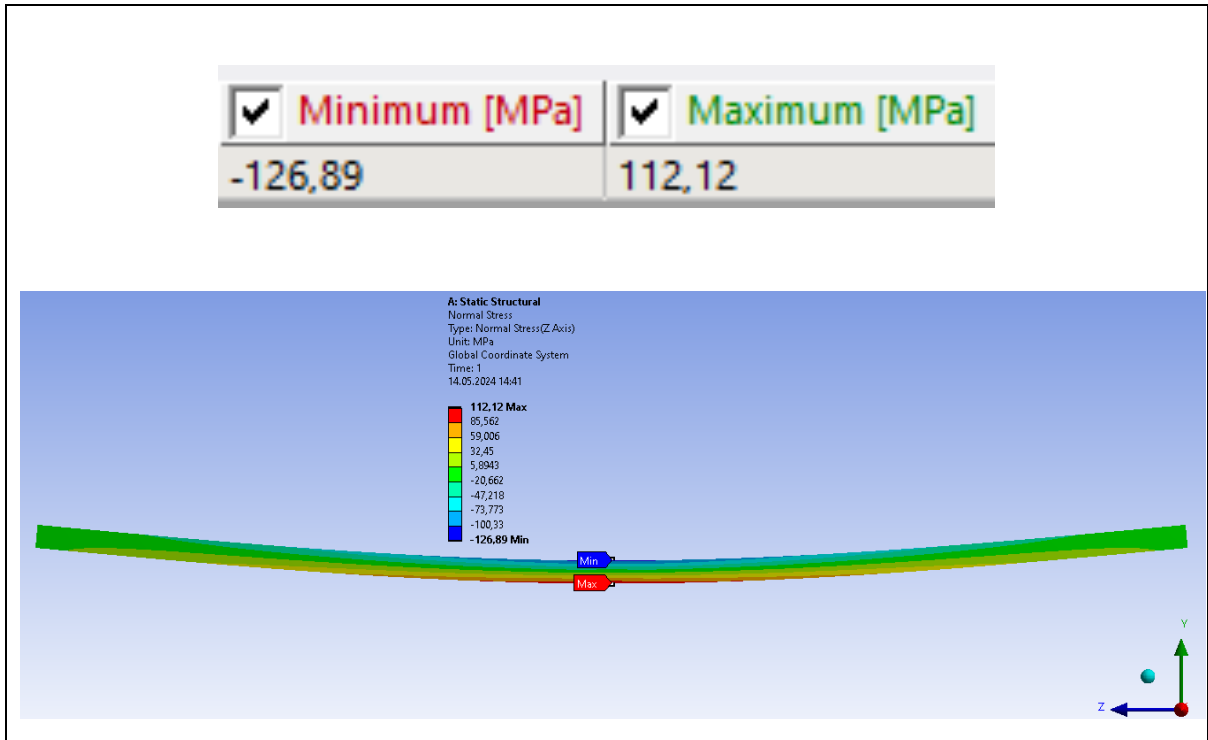 Minimum [MPa] Maximum [MPa]
-126,89 112,12
A: Static Structural
Normal Stress
Type: Normal Stress(Z Axis)
Unit: MPa
Global Coordinate System
Time: 1
14.05.2024 14:41
112,12 Max
85,562
59,006
32,45
5,8943
-20,662
-47,218
-73,773
-100,33
-126,89 Min
Min
Max
Y
Z